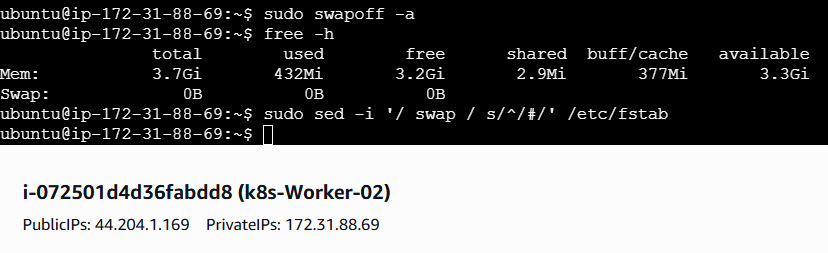 ubuntu@ip-172-31-88-69:~$ sudo swapoff -a
ubuntu@ip-172-31-88-69:~$ free -h
total used free shared buff/cache available
Mem: 3.7Gi 432Mi 3.2Gi 2.9Mi 377Mi 3.3Gi
Swap: 0B 0B 0B
ubuntu@ip-172-31-88-69:~$ sudo sed -i '/ swap / s/^/#/' /etc/fstab
ubuntu@ip-172-31-88-69:~$
i-072501d4d36fabdd8 (k8s-Worker-02)
PublicIPs: 44.204.1.169 PrivateIPs: 172.31.88.69